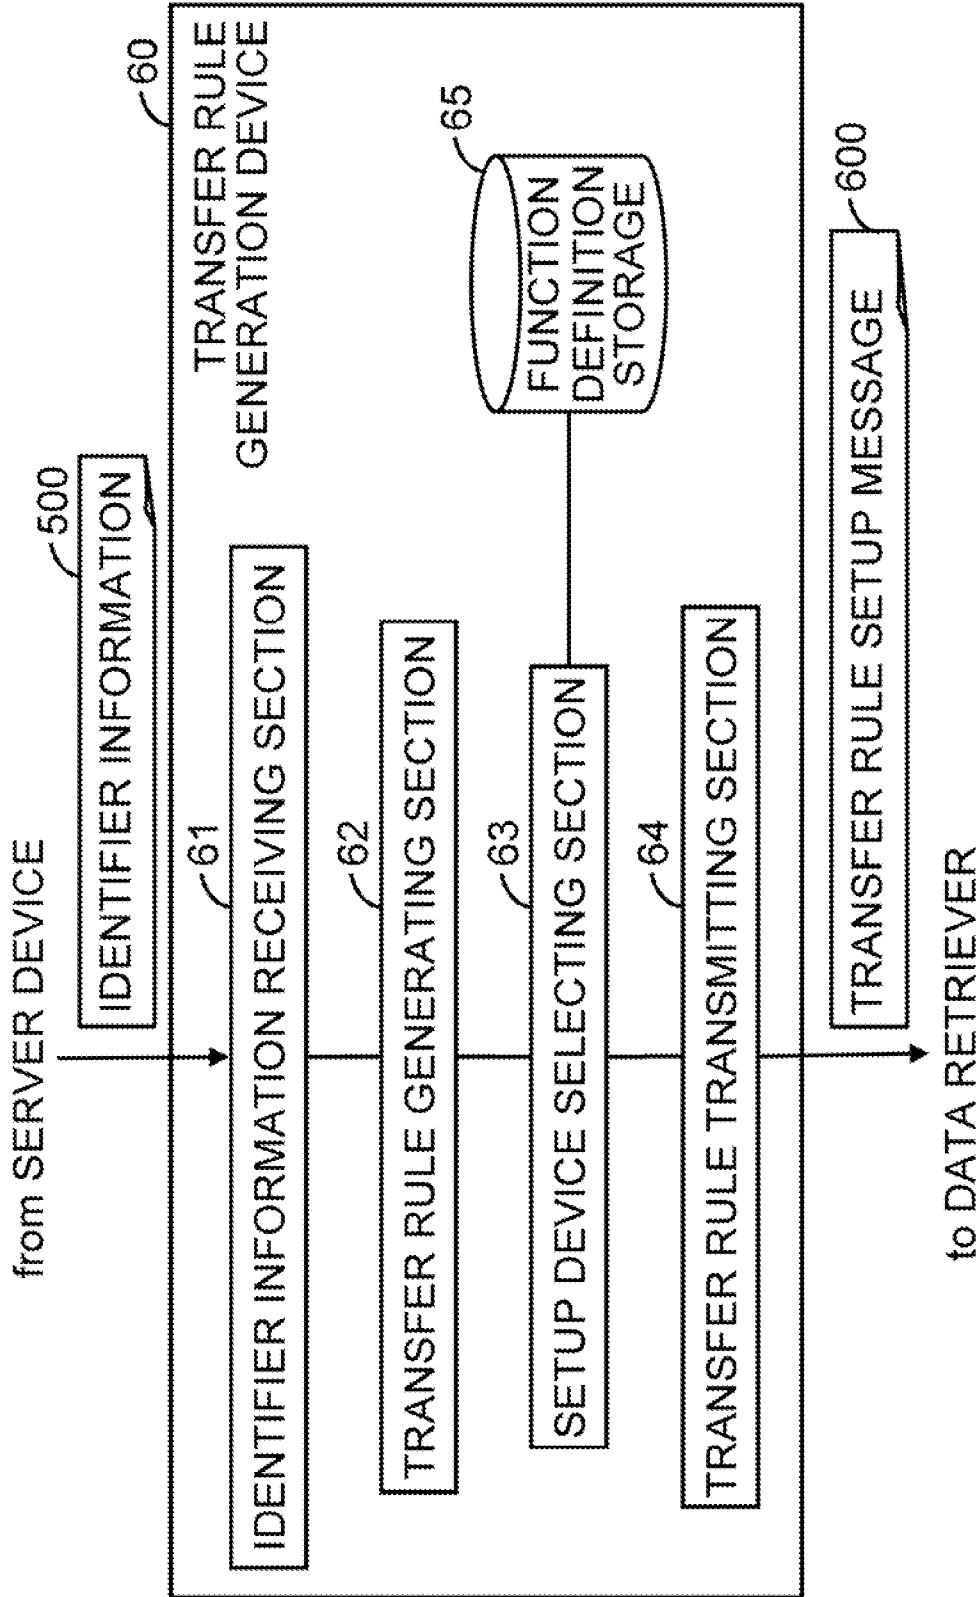 from SERVER DEVICE
500
IDENTIFIER INFORMATION
60
TRANSFER RULE
GENERATION DEVICE
61
IDENTIFIER INFORMATION RECEIVING SECTION
62
TRANSFER RULE GENERATING SECTION
65
FUNCTION
DEFINITION
STORAGE
63
SETUP DEVICE SELECTING SECTION
64
TRANSFER RULE TRANSMITTING SECTION
600
TRANSFER RULE SETUP MESSAGE
to DATA RETRIEVER